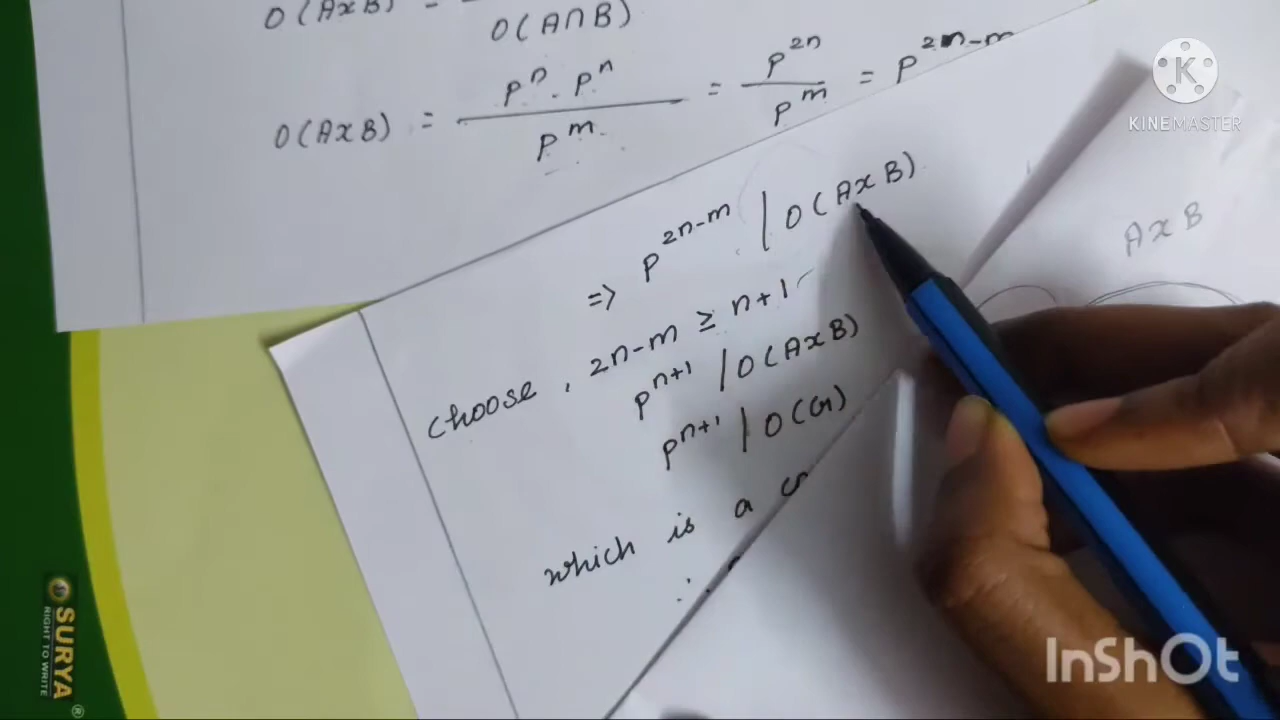 O(AxB) =
O(A∩B)
O(AxB) = p^n . p^n / p^m = p^2n / p^m = p^2n-m
=> p^2n-m | O(AxB)
choose, 2n-m ≥ n+1
p^n+1 | O(AxB)
p^n+1 | O(G)
which is a
AxB
K
KINEMASTER
SURYA
RIGHT TO WRITE
InShOt